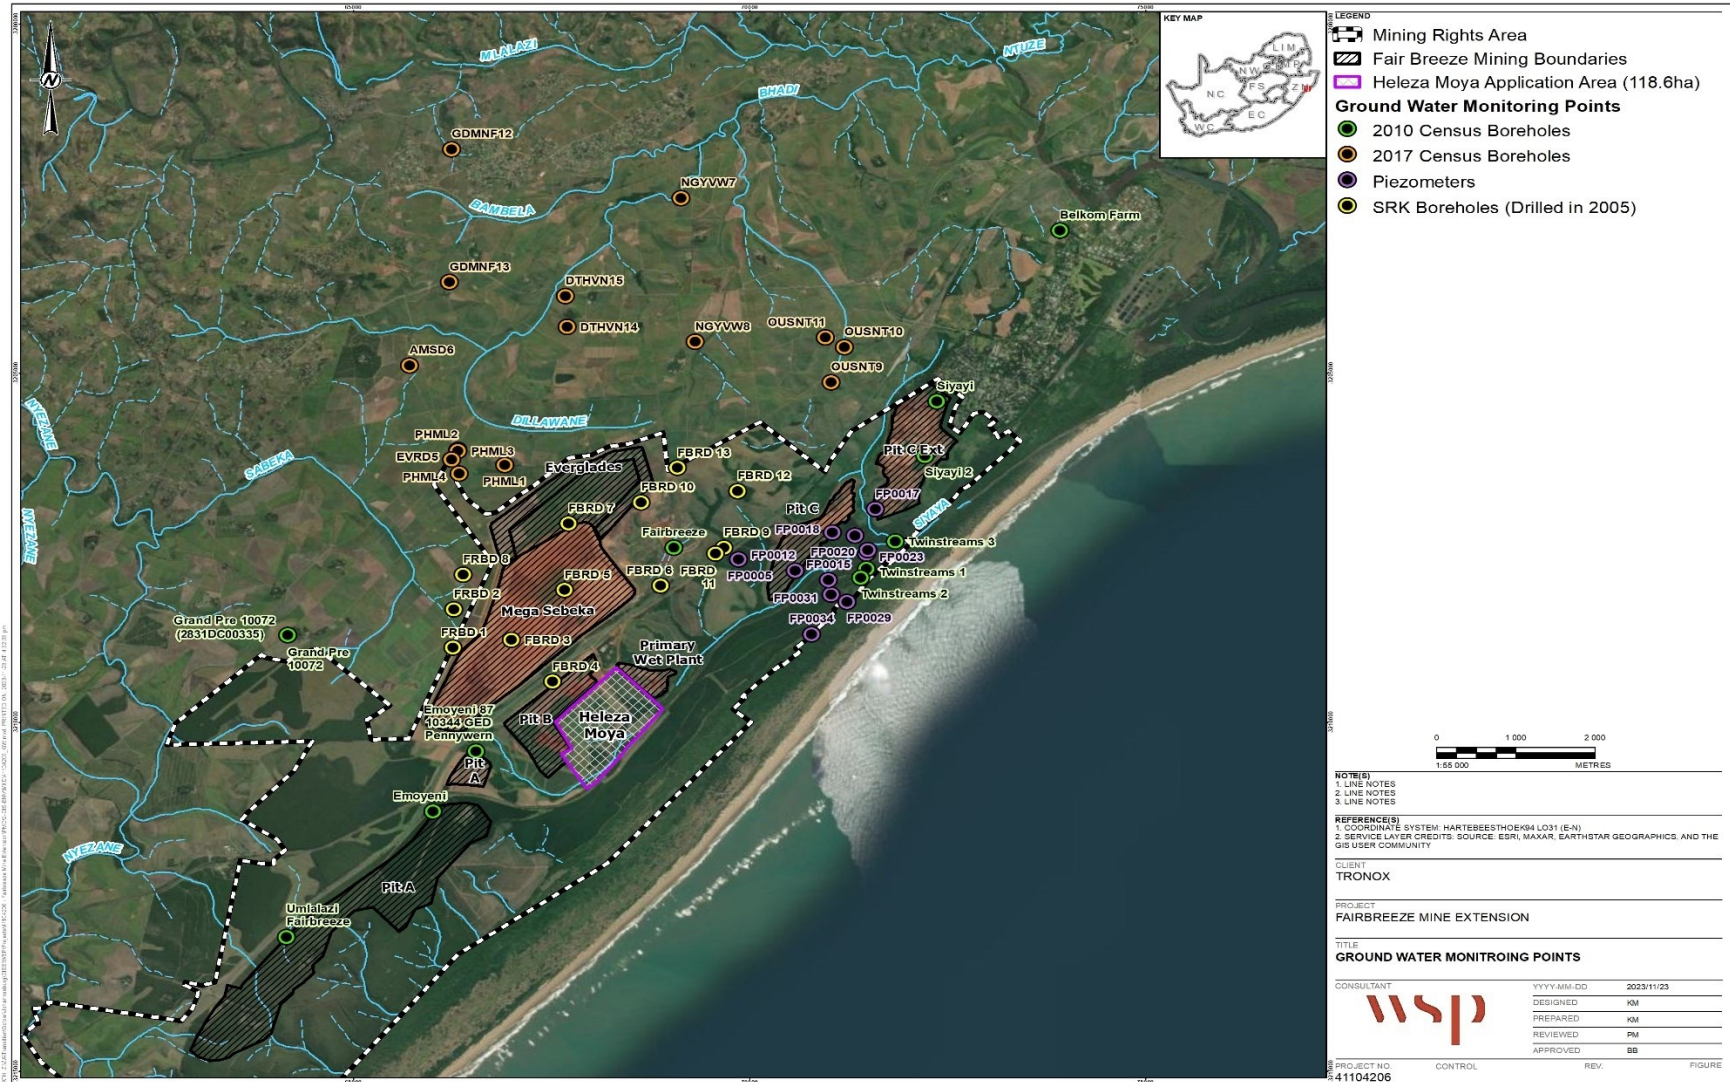 65000
70000
75000
MLALAZI
NTUZE
BHADI
GDMNF12
NGYVW7
BAMBELA
Belkom Farm
GDMNF13
DTHVN15
DTHVN14
NGYVW8
OUSNT11
OUSNT10
AMSD6
OUSNT9
Siyayi
NYEZANE
DILLAWANE
PHML2
PHML3
EVRD5
PHML4
PHML1
SABEKA
Everglades
FBRD 13
Pit C Ext
Siyayi 2
FBRD 12
FBRD 10
FP0017
Pit C
SIYAYA
FBRD 7
Fairbreeze
FBRD 9
FP0018
Twinstreams 3
NYEZANE
FRBD 8
FBRD 6
FBRD
11
FP0012
FP0005
FP0020
FP0015
FP0023
Twinstreams 1
FBRD 5
FRBD 2
Mega Sebeka
FP0031
Twinstreams 2
FP0034
FP0029
Grand Pre 10072
(2831DC00335)
Grand Pre
10072
FRBD 1
FBRD 3
Primary
Wet Plant
FBRD 4
Emoyeni 87
10344 GED
Pennywern
Pit B
Heleza
Moya
Pit
A
Emoyeni
NYEZANE
Pit A
Umlalazi
Fairbreeze
65000
70000
75000
KEY MAP
LIM
NW
GP
MP
FS
ZN
NC
EC
WC
N
LEGEND
Mining Rights Area
Fair Breeze Mining Boundaries
Heleza Moya Application Area (118.6ha)
Ground Water Monitoring Points
2010 Census Boreholes
2017 Census Boreholes
Piezometers
SRK Boreholes (Drilled in 2005)
0 1 000 2 000
1:55 000 METRES
NOTE(S)
1. LINE NOTES
2. LINE NOTES
3. LINE NOTES
REFERENCE(S)
1. COORDINATE SYSTEM: HARTEBEESTHOEK94 LO31 (E-N)
2. SERVICE LAYER CREDITS: SOURCE: ESRI, MAXAR, EARTHSTAR GEOGRAPHICS, AND THE
GIS USER COMMUNITY
CLIENT
TRONOX
PROJECT
FAIRBREEZE MINE EXTENSION
TITLE
GROUND WATER MONITROING POINTS
CONSULTANT
wsp
YYYY-MM-DD 2023/11/23
DESIGNED KM
PREPARED KM
REVIEWED PM
APPROVED BB
PROJECT NO. CONTROL REV. FIGURE
41104206